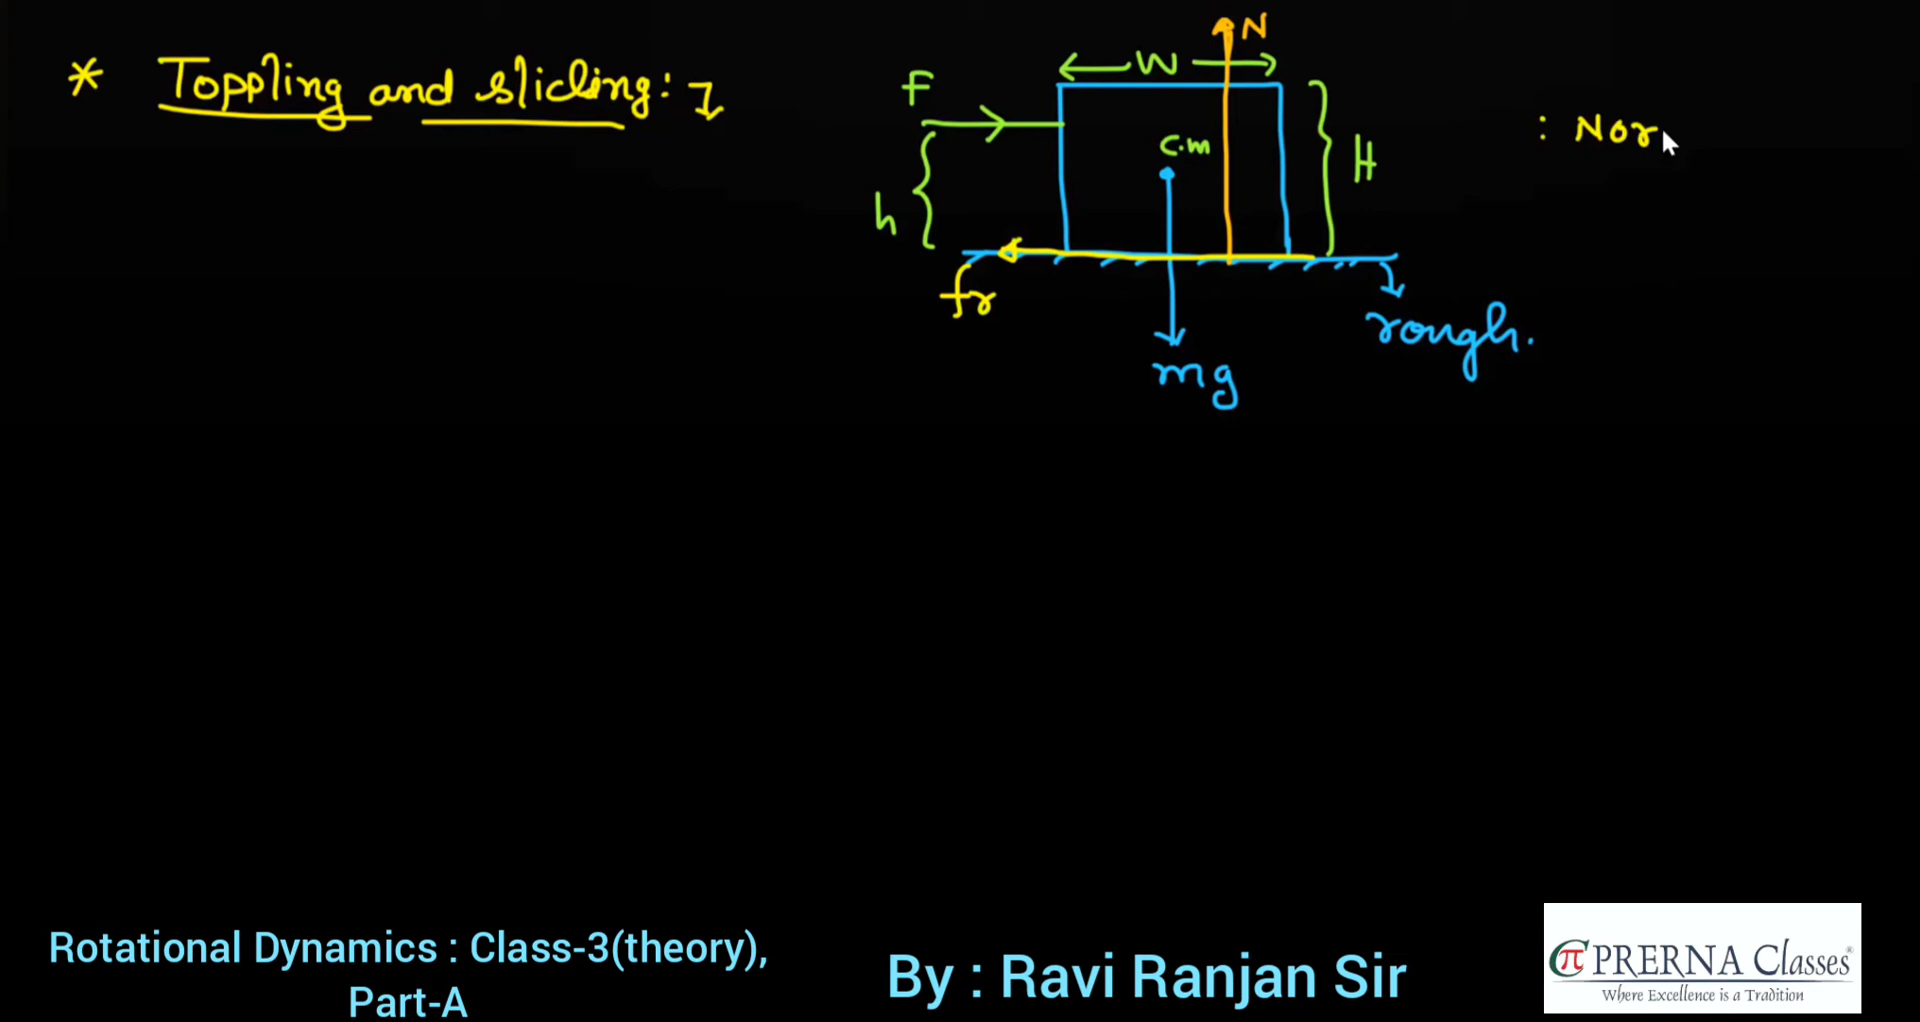 * Toppling and sliding:
F
h
W
N
C.m
H
: Nor
fr
rough.
mg
Rotational Dynamics : Class-3(theory),
Part-A
By : Ravi Ranjan Sir
π PRERNA Classes®
Where Excellence is a Tradition